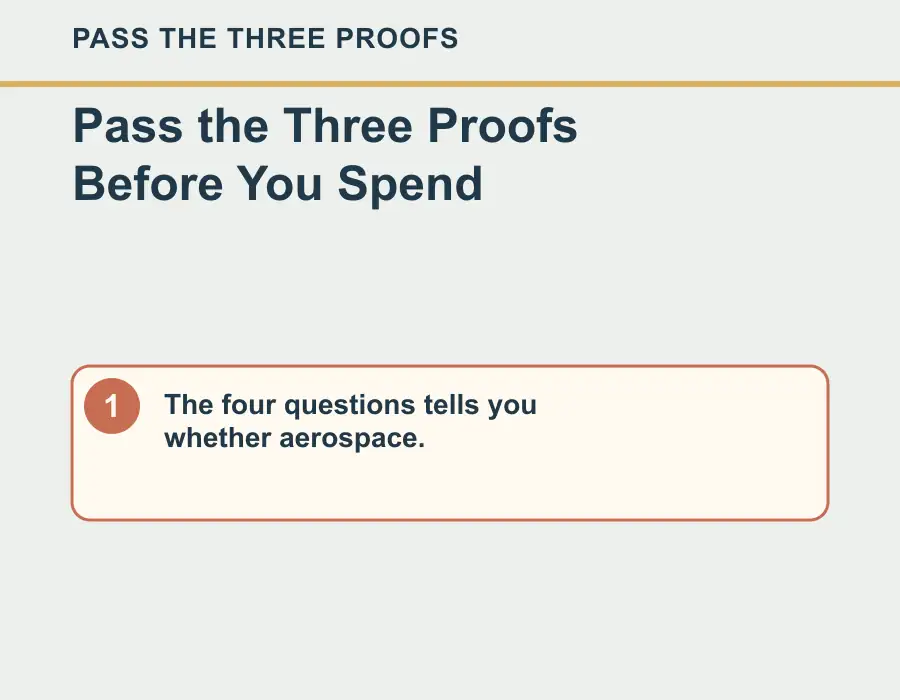 PASS THE THREE PROOFS
Pass the Three Proofs
Before You Spend
1
The four questions tells you
whether aerospace.